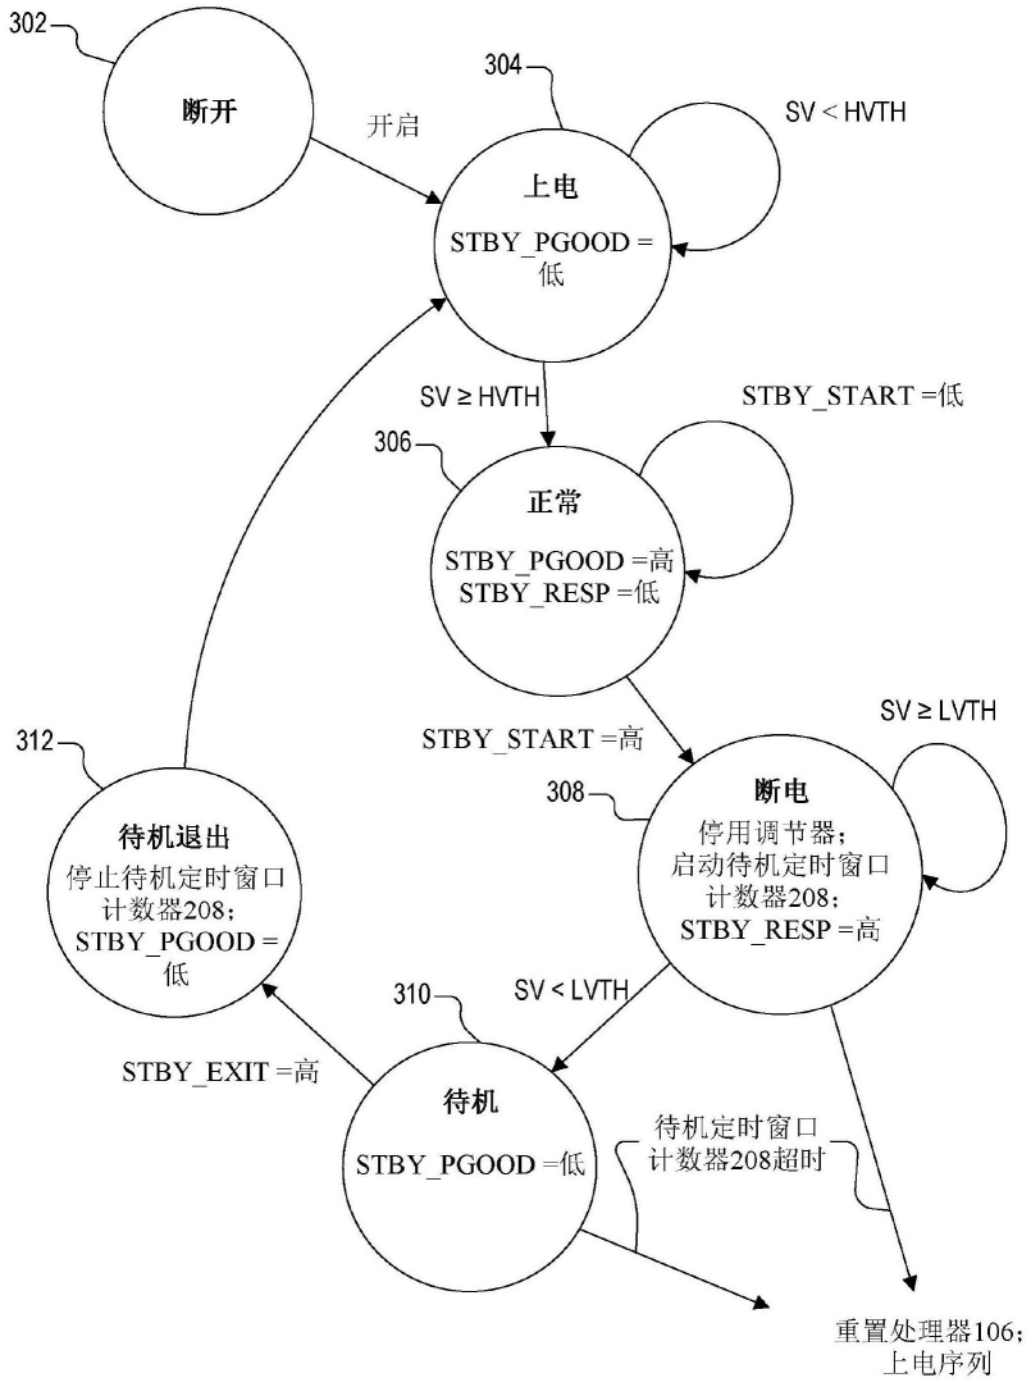 302
断开
开启
304
上电
STBY_PGOOD =
低
SV < HVTH
SV ≥ HVTH
306
正常
STBY_PGOOD =高
STBY_RESP =低
STBY_START =低
STBY_START =高
308
断电
停用调节器；
启动待机定时窗口
计数器208；
STBY_RESP =高
SV ≥ LVTH
312
待机退出
停止待机定时窗口
计数器208；
STBY_PGOOD =
低
SV < LVTH
310
待机
STBY_PGOOD =低
STBY_EXIT =高
待机定时窗口
计数器208超时
重置处理器106；
上电序列